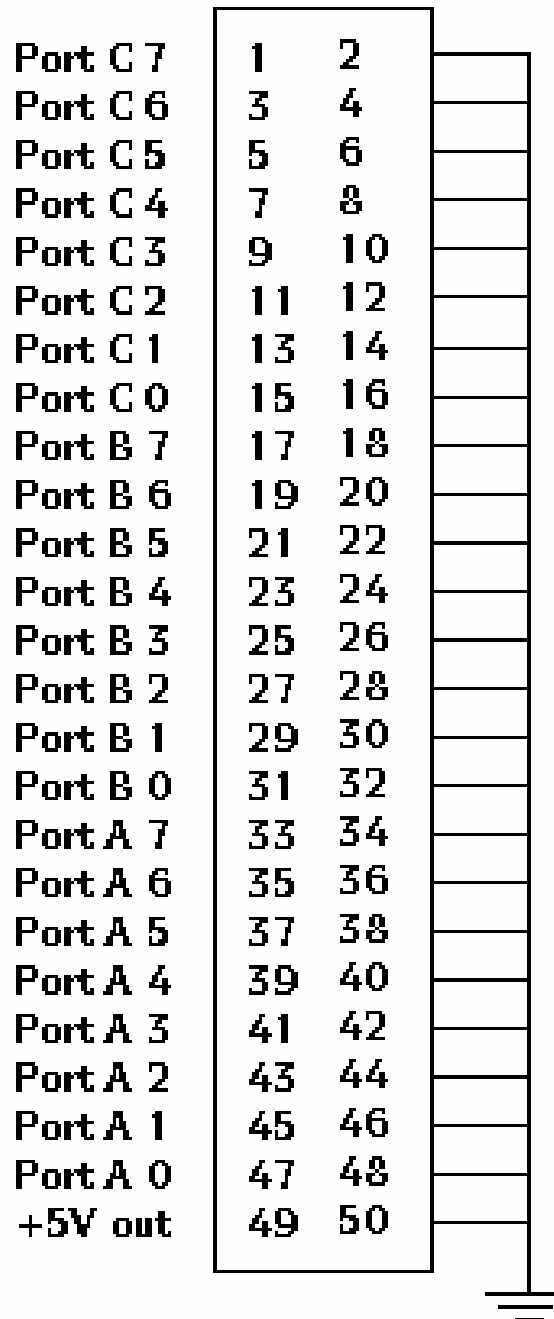 Port C 7 1 2
Port C 6 3 4
Port C 5 5 6
Port C 4 7 8
Port C 3 9 10
Port C 2 11 12
Port C 1 13 14
Port C 0 15 16
Port B 7 17 18
Port B 6 19 20
Port B 5 21 22
Port B 4 23 24
Port B 3 25 26
Port B 2 27 28
Port B 1 29 30
Port B 0 31 32
Port A 7 33 34
Port A 6 35 36
Port A 5 37 38
Port A 4 39 40
Port A 3 41 42
Port A 2 43 44
Port A 1 45 46
Port A 0 47 48
+5V out 49 50